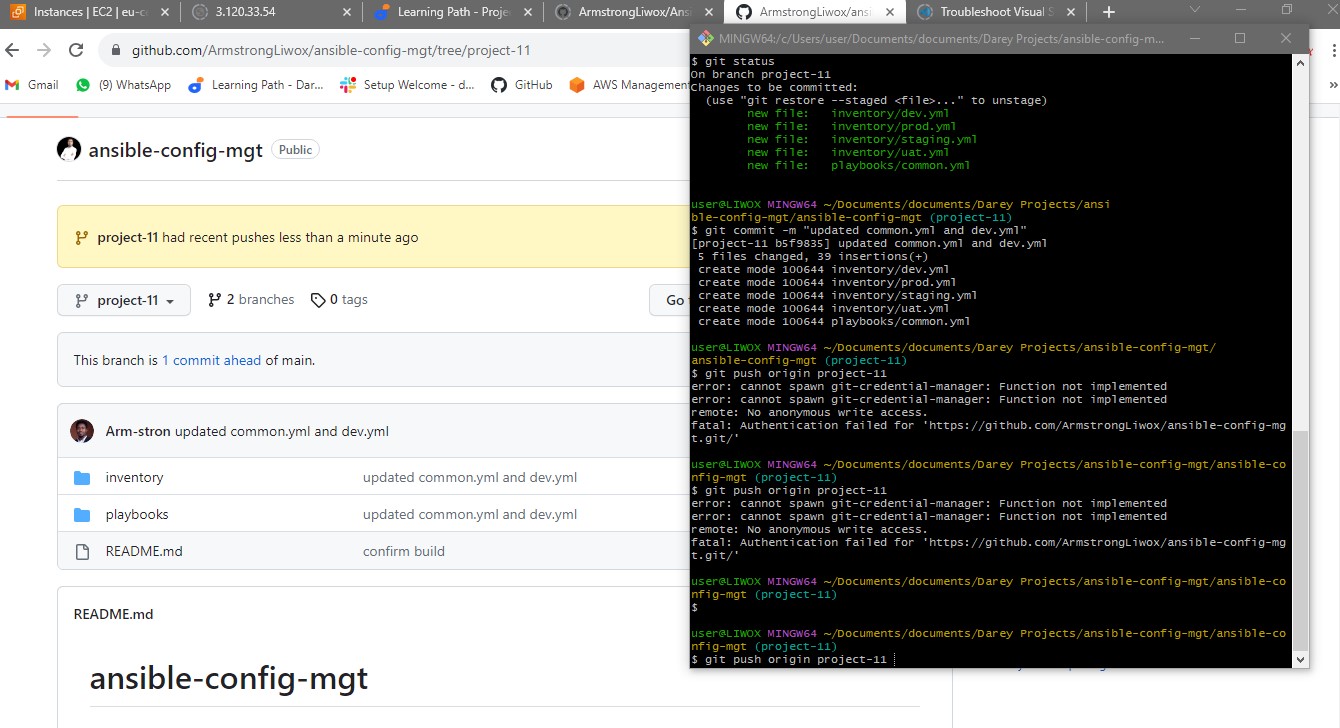 Instances | EC2 | eu-c
3.120.33.54
Learning Path - Proje
ArmstrongLiwox/Ans
ArmstrongLiwox/ansi
Troubleshoot Visual S
github.com/ArmstrongLiwox/ansible-config-mgt/tree/project-11
Gmail
(9) WhatsApp
Learning Path - Dar...
Setup Welcome - d...
GitHub
AWS Management
ansible-config-mgt Public
project-11 had recent pushes less than a minute ago
project-11
2 branches
0 tags
Go
This branch is 1 commit ahead of main.
Arm-stron updated common.yml and dev.yml
inventory updated common.yml and dev.yml
playbooks updated common.yml and dev.yml
README.md confirm build
README.md
ansible-config-mgt
MINGW64:/c/Users/user/Documents/documents/Darey Projects/ansible-config-m...
$ git status
On branch project-11
Changes to be committed:
(use "git restore --staged <file>..." to unstage)
new file: inventory/dev.yml
new file: inventory/prod.yml
new file: inventory/staging.yml
new file: inventory/uat.yml
new file: playbooks/common.yml
user@LIWOX MINGW64 ~/Documents/documents/Darey Projects/ansi
ble-config-mgt/ansible-config-mgt (project-11)
$ git commit -m "updated common.yml and dev.yml"
[project-11 b5f9835] updated common.yml and dev.yml
5 files changed, 39 insertions(+)
create mode 100644 inventory/dev.yml
create mode 100644 inventory/prod.yml
create mode 100644 inventory/staging.yml
create mode 100644 inventory/uat.yml
create mode 100644 playbooks/common.yml
user@LIWOX MINGW64 ~/Documents/documents/Darey Projects/ansible-config-mgt/
ansible-config-mgt (project-11)
$ git push origin project-11
error: cannot spawn git-credential-manager: Function not implemented
error: cannot spawn git-credential-manager: Function not implemented
remote: No anonymous write access.
fatal: Authentication failed for 'https://github.com/ArmstrongLiwox/ansible-config-mg
t.git/'
user@LIWOX MINGW64 ~/Documents/documents/Darey Projects/ansible-config-mgt/ansible-co
nfig-mgt (project-11)
$ git push origin project-11
error: cannot spawn git-credential-manager: Function not implemented
error: cannot spawn git-credential-manager: Function not implemented
remote: No anonymous write access.
fatal: Authentication failed for 'https://github.com/ArmstrongLiwox/ansible-config-mg
t.git/'
user@LIWOX MINGW64 ~/Documents/documents/Darey Projects/ansible-config-mgt/ansible-co
nfig-mgt (project-11)
$
user@LIWOX MINGW64 ~/Documents/documents/Darey Projects/ansible-config-mgt/ansible-co
nfig-mgt (project-11)
$ git push origin project-11